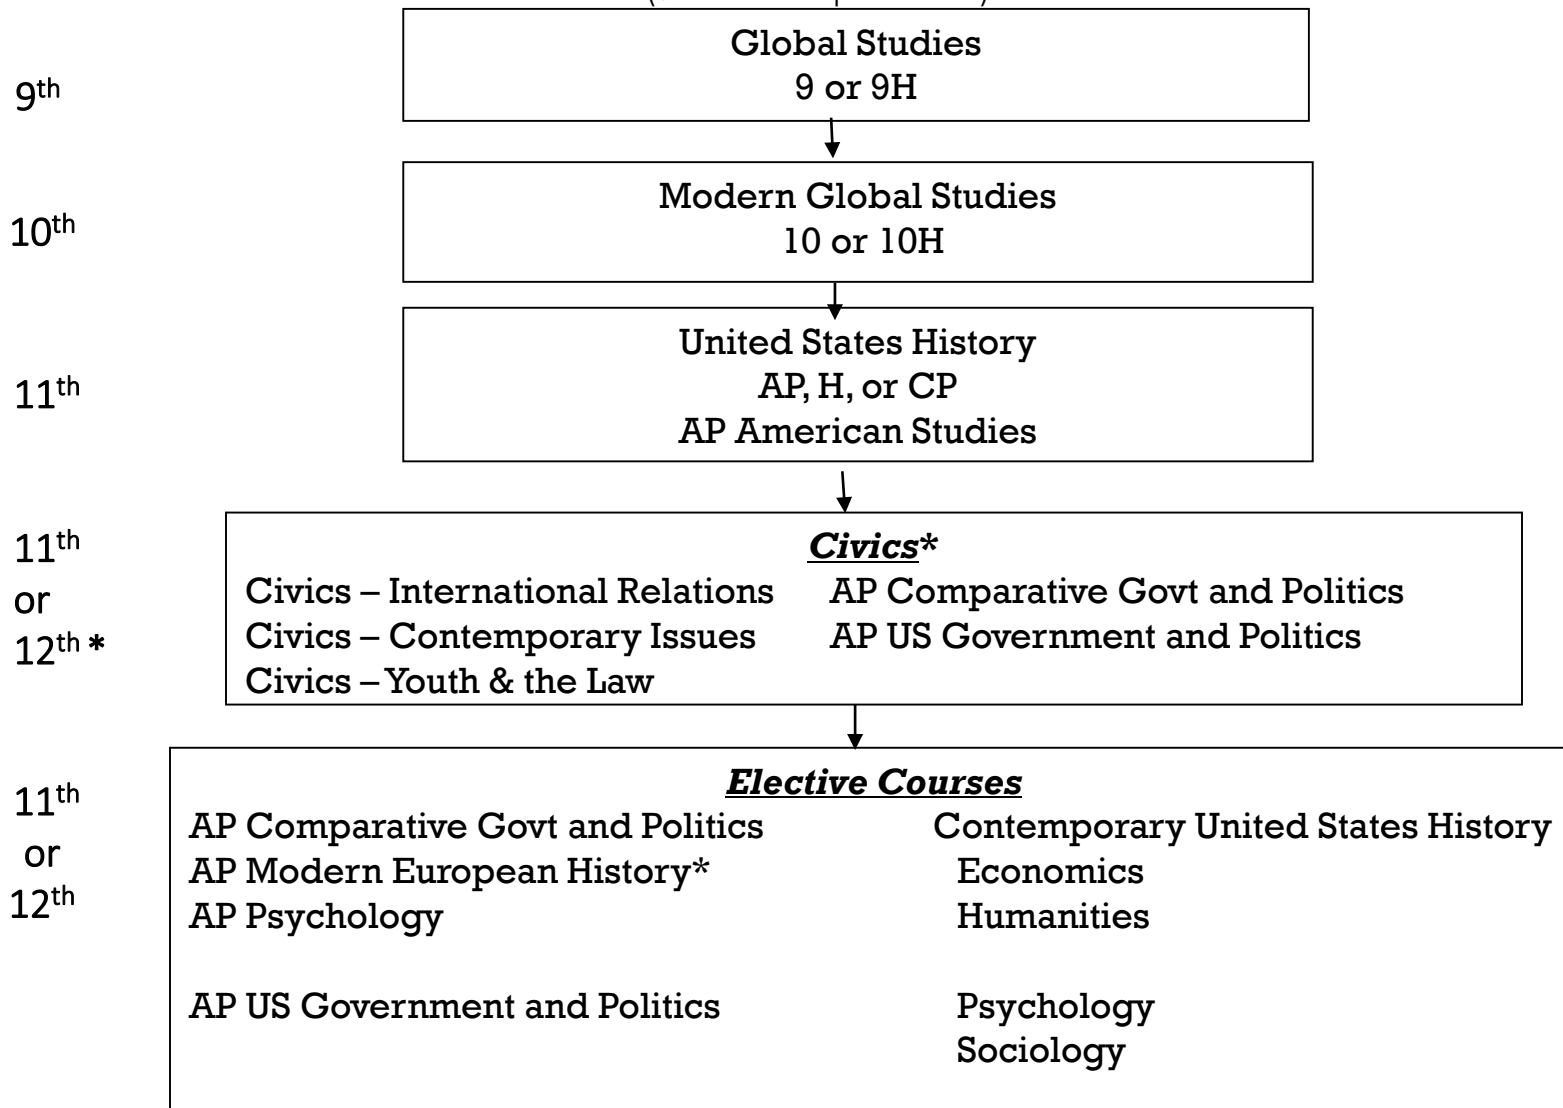 9th
Global Studies
9 or 9H
10th
Modern Global Studies
10 or 10H
11th
United States History
AP, H, or CP
AP American Studies
11th
or
12th *
Civics*
Civics – International Relations AP Comparative Govt and Politics
Civics – Contemporary Issues AP US Government and Politics
Civics – Youth & the Law
11th
or
12th
Elective Courses
AP Comparative Govt and Politics Contemporary United States History
AP Modern European History* Economics
AP Psychology Humanities
AP US Government and Politics Psychology
Sociology